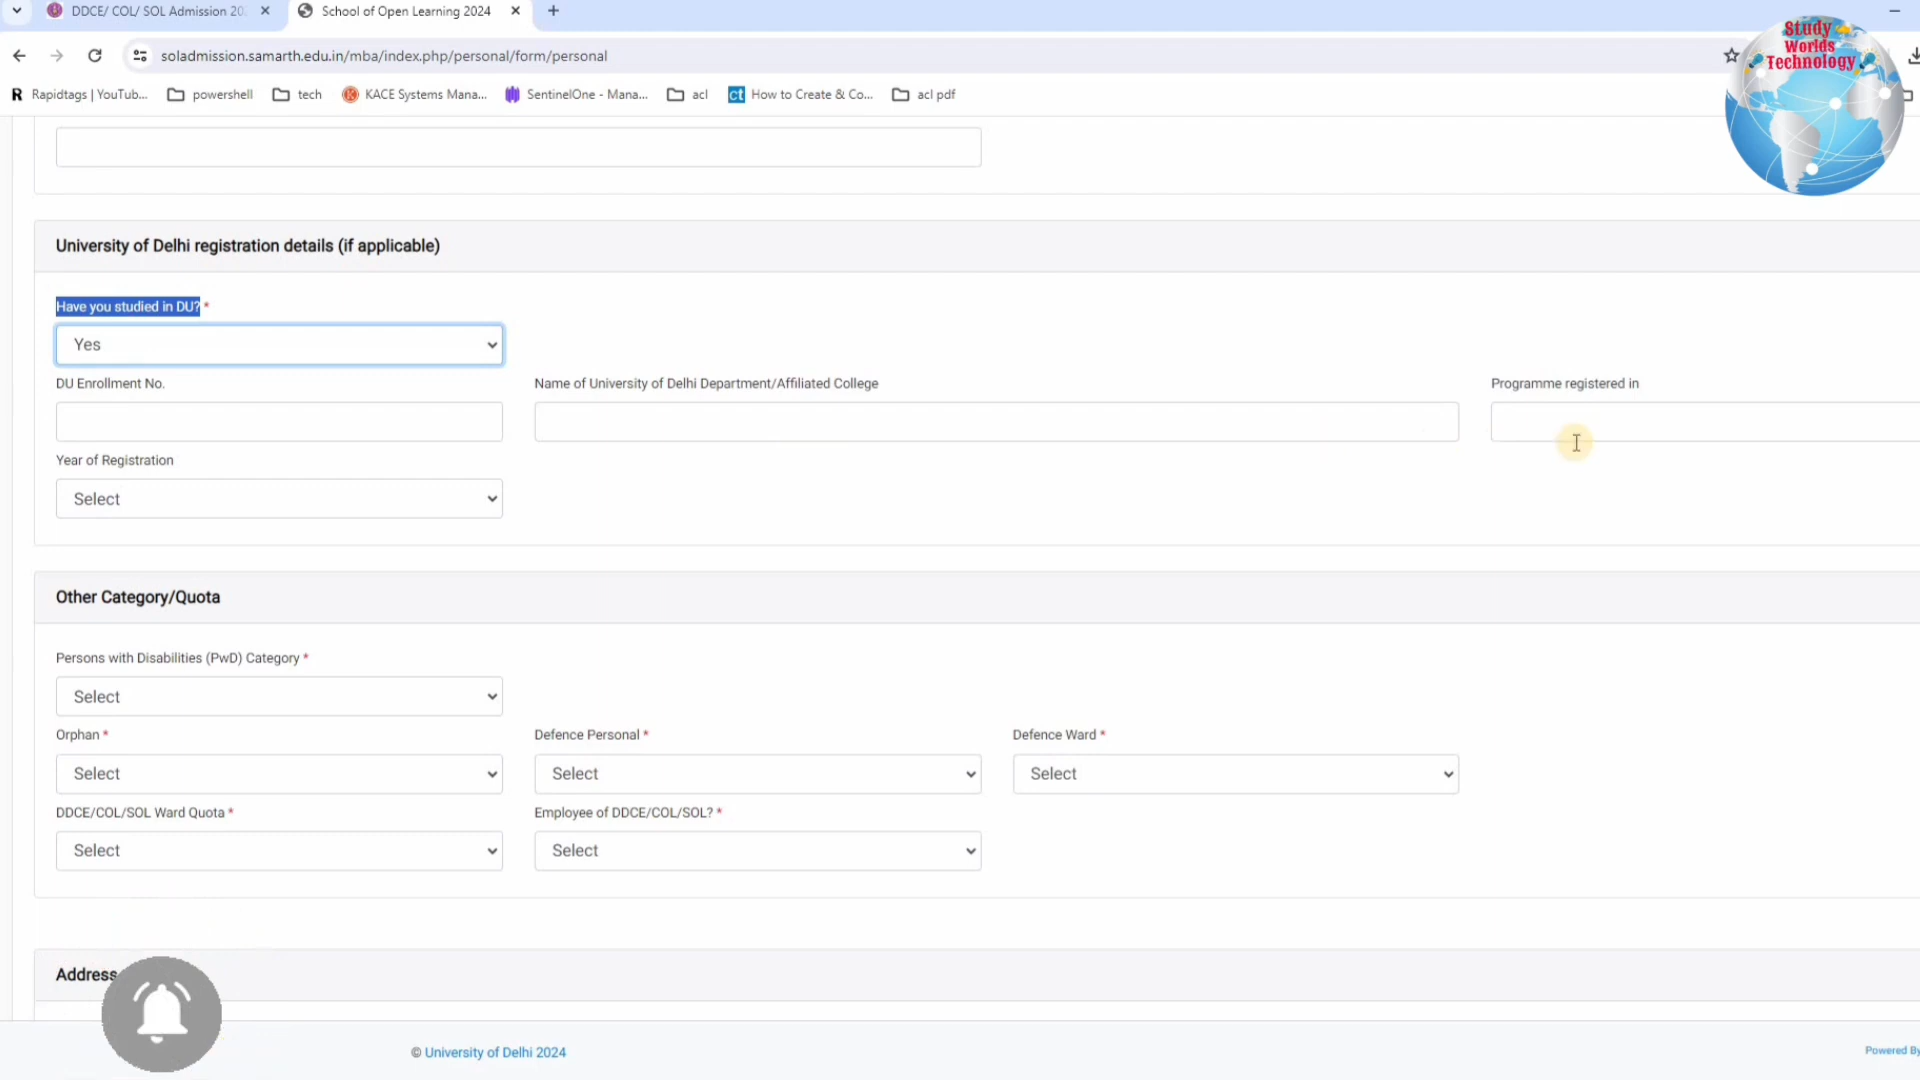 DDCE/ COL/ SOL Admission 20
School of Open Learning 2024
soladmission.samarth.edu.in/mba/index.php/personal/form/personal
R Rapidtags | YouTub... powershell tech KACE Systems Mana... SentinelOne - Mana... acl ct How to Create & Co... acl pdf
Study
Worlds
Technology
University of Delhi registration details (if applicable)
Have you studied in DU? *
Yes
DU Enrollment No. Name of University of Delhi Department/Affiliated College Programme registered in
Year of Registration
Select
Other Category/Quota
Persons with Disabilities (PwD) Category *
Select
Orphan * Defence Personal * Defence Ward *
Select Select Select
DDCE/COL/SOL Ward Quota * Employee of DDCE/COL/SOL? *
Select Select
Address
© University of Delhi 2024
Powered By